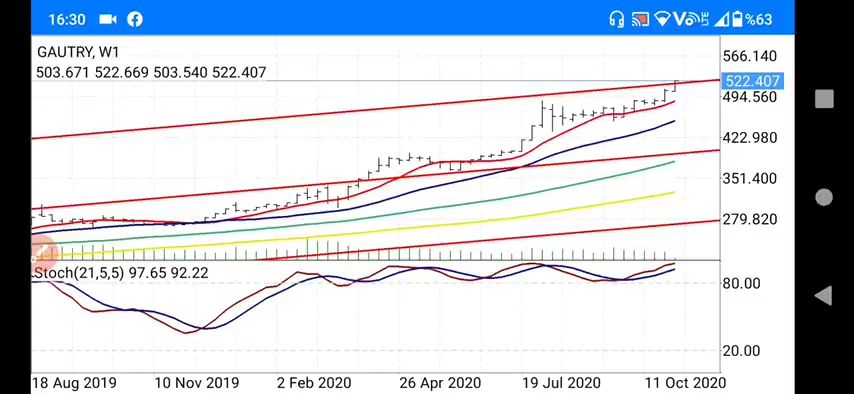 16:30 %63
GAUTRY, W1
503.671 522.669 503.540 522.407
566.140
522.407
494.560
422.980
351.400
279.820
Stoch(21,5,5) 97.65 92.22
80.00
20.00
18 Aug 2019 10 Nov 2019 2 Feb 2020 26 Apr 2020 19 Jul 2020 11 Oct 2020